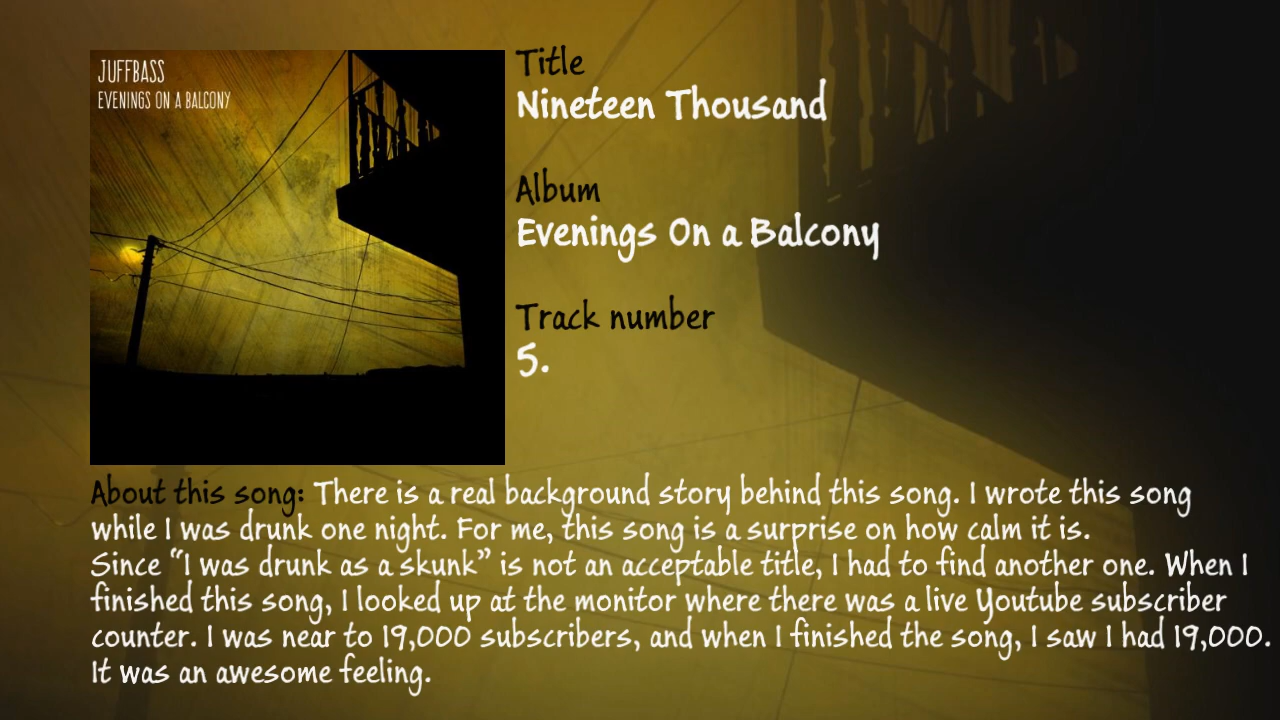 JUFFBASS
EVENINGS ON A BALCONY
Title
Nineteen Thousand
Album
Evenings On a Balcony
Track number
5.
About this song: There is a real background story behind this song. I wrote this song
while I was drunk one night. For me, this song is a surprise on how calm it is.
Since “I was drunk as a skunk” is not an acceptable title, I had to find another one. When I
finished this song, I looked up at the monitor where there was a live Youtube subscriber
counter. I was near to 19,000 subscribers, and when I finished the song, I saw I had 19,000.
It was an awesome feeling.